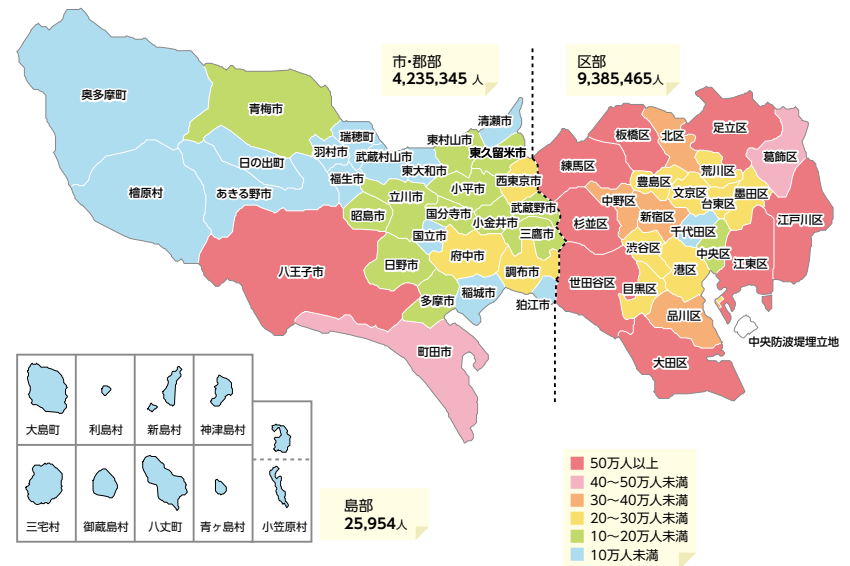 市・郡部
4,235,345 人
区部
9,385,465人
奥多摩町
青梅市
清瀬市
瑞穂町
東村山市
羽村市
武蔵村山市
東久留米市
日の出町
東大和市
福生市
西東京市
檜原村
あきる野市
立川市
小平市
昭島市
国分寺市
武蔵野市
小金井市
国立市
三鷹市
八王子市
日野市
府中市
調布市
多摩市
稲城市
狛江市
町田市
板橋区
北区
足立区
練馬区
葛飾区
荒川区
豊島区
文京区
墨田区
台東区
中野区
新宿区
杉並区
千代田区
江戸川区
渋谷区
中央区
港区
江東区
世田谷区
目黒区
品川区
中央防波堤埋立地
大田区
大島町
利島村
新島村
神津島村
三宅村
御蔵島村
八丈町
青ヶ島村
小笠原村
島部
25,954人
50万人以上
40〜50万人未満
30〜40万人未満
20〜30万人未満
10〜20万人未満
10万人未満